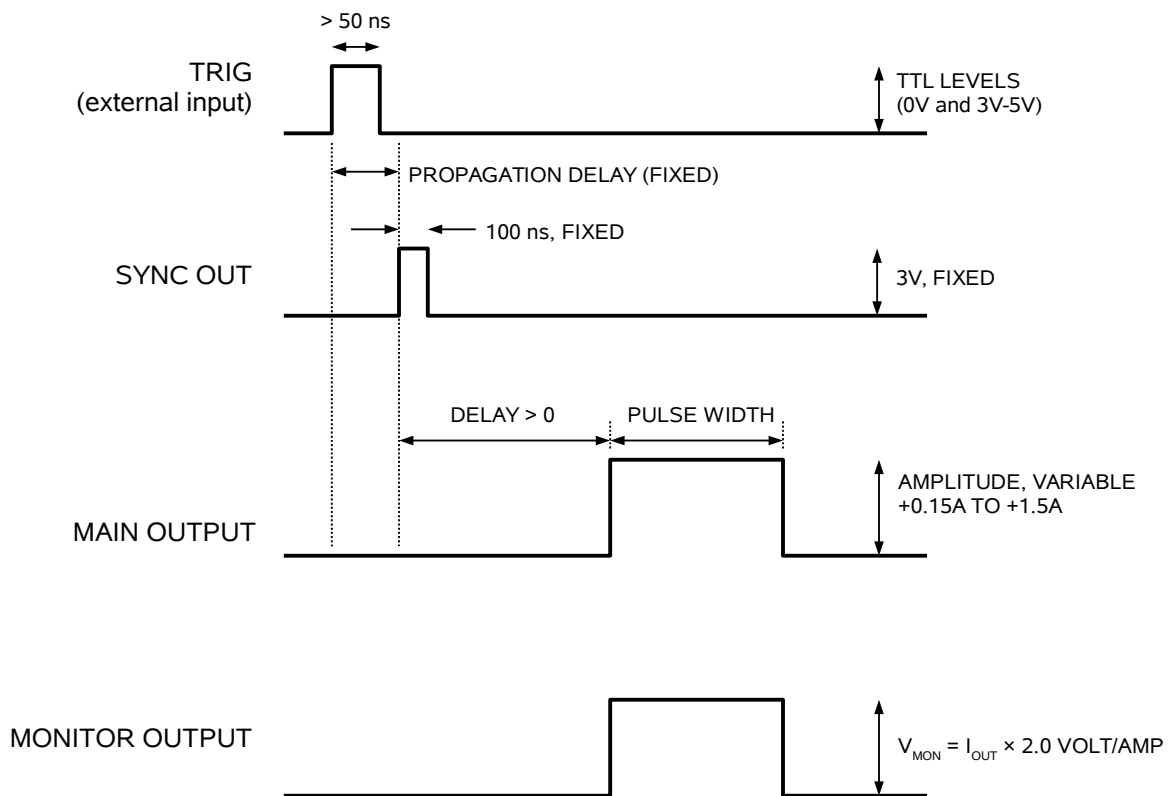 > 50 ns
TRIG
(external input)
TTL LEVELS
(0V and 3V-5V)
PROPAGATION DELAY (FIXED)
100 ns, FIXED
SYNC OUT
3V, FIXED
DELAY > 0
PULSE WIDTH
AMPLITUDE, VARIABLE
+0.15A TO +1.5A
MAIN OUTPUT
MONITOR OUTPUT
VMON = IOUT × 2.0 VOLT/AMP